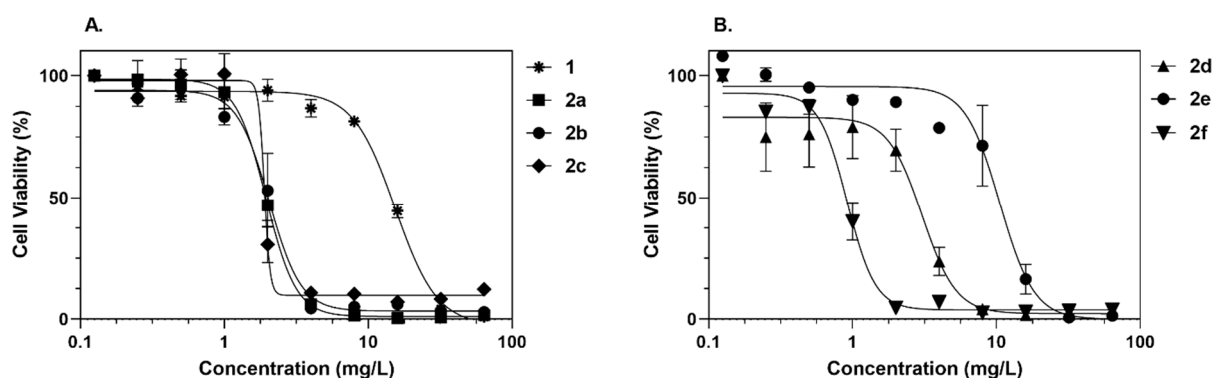 A.
Cell Viability (%)
100
50
0
0.1
1
10
100
Concentration (mg/L)
1
2a
2b
2c
B.
Cell Viability (%)
100
50
0
0.1
1
10
100
Concentration (mg/L)
2d
2e
2f